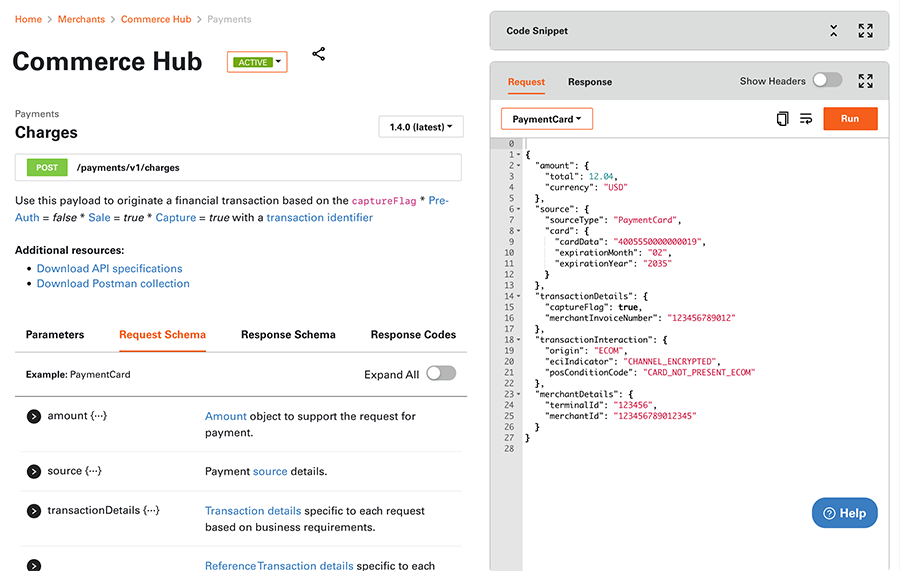 Home > Merchants > Commerce Hub > Payments
Commerce Hub
ACTIVE
Payments
Charges
1.4.0 (latest)
POST /payments/v1/charges
Use this payload to originate a financial transaction based on the captureFlag * Pre-
Auth = false * Sale = true * Capture = true with a transaction identifier
Additional resources:
• Download API specifications
• Download Postman collection
Parameters Request Schema Response Schema Response Codes
Example: PaymentCard Expand All
amount {···} Amount object to support the request for
payment.
source {···} Payment source details.
transactionDetails {···} Transaction details specific to each request
based on business requirements.
ReferenceTransaction details specific to each
Code Snippet
Request Response Show Headers
PaymentCard Run
0
1 {
2 "amount": {
3 "total": 12.04,
4 "currency": "USD"
5 },
6 "source": {
7 "sourceType": "PaymentCard",
8 "card": {
9 "cardData": "4005550000000019",
10 "expirationMonth": "02",
11 "expirationYear": "2035"
12 }
13 },
14 "transactionDetails": {
15 "captureFlag": true,
16 "merchantInvoiceNumber": "123456789012"
17 },
18 "transactionInteraction": {
19 "origin": "ECOM",
20 "eciIndicator": "CHANNEL_ENCRYPTED",
21 "posConditionCode": "CARD_NOT_PRESENT_ECOM"
22 },
23 "merchantDetails": {
24 "terminalId": "123456",
25 "merchantId": "123456789012345"
26 }
27 }
28
Help